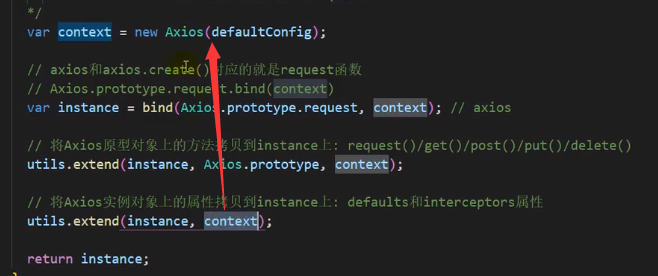 */
var context = new Axios(defaultConfig);
// axios和axios.create()对应的就是request函数
// Axios.prototype.request.bind(context)
var instance = bind(Axios.prototype.request, context); // axios
// 将Axios原型对象上的方法拷贝到instance上: request()/get()/post()/put()/delete()
utils.extend(instance, Axios.prototype, context);
// 将Axios实例对象上的属性拷贝到instance上: defaults和interceptors属性
utils.extend(instance, context);
return instance;